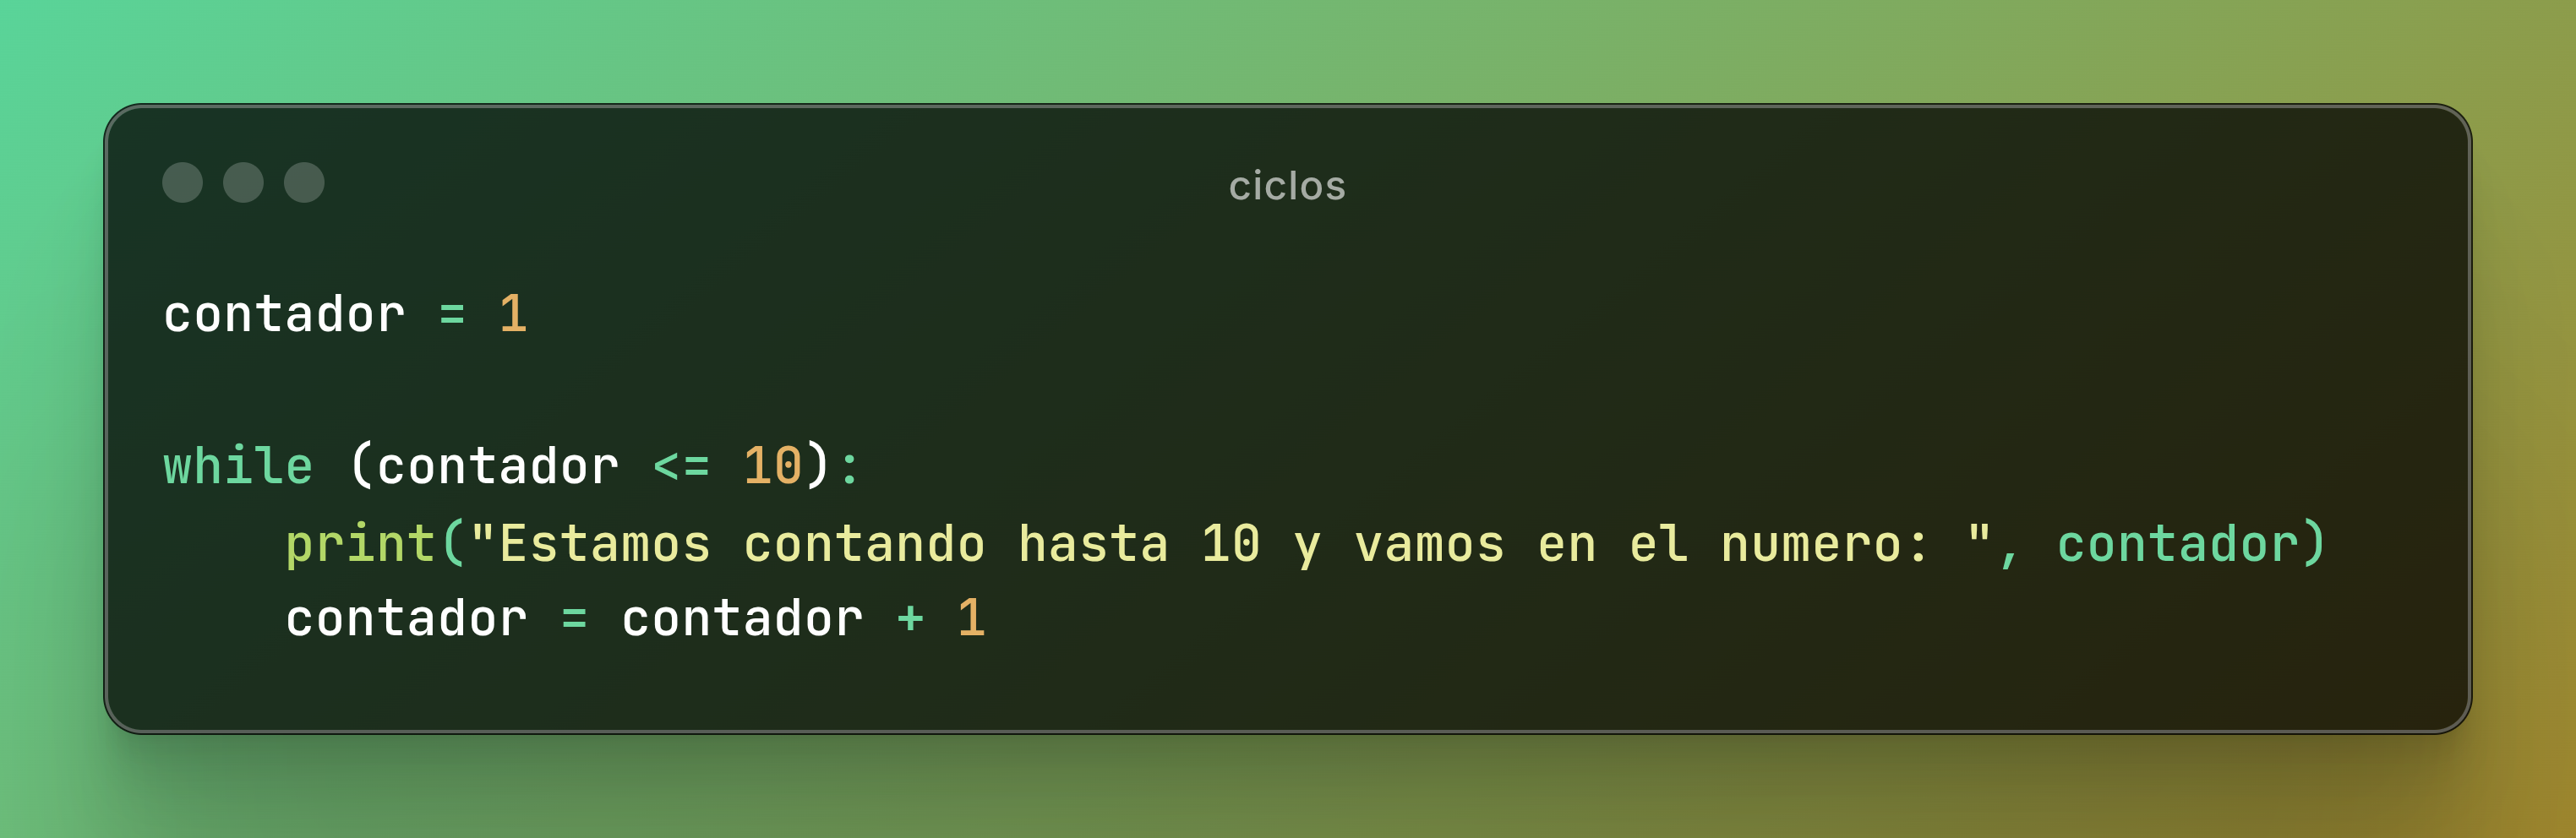 ciclos
contador = 1
while (contador <= 10):
    print("Estamos contando hasta 10 y vamos en el numero: ", contador)
    contador = contador + 1